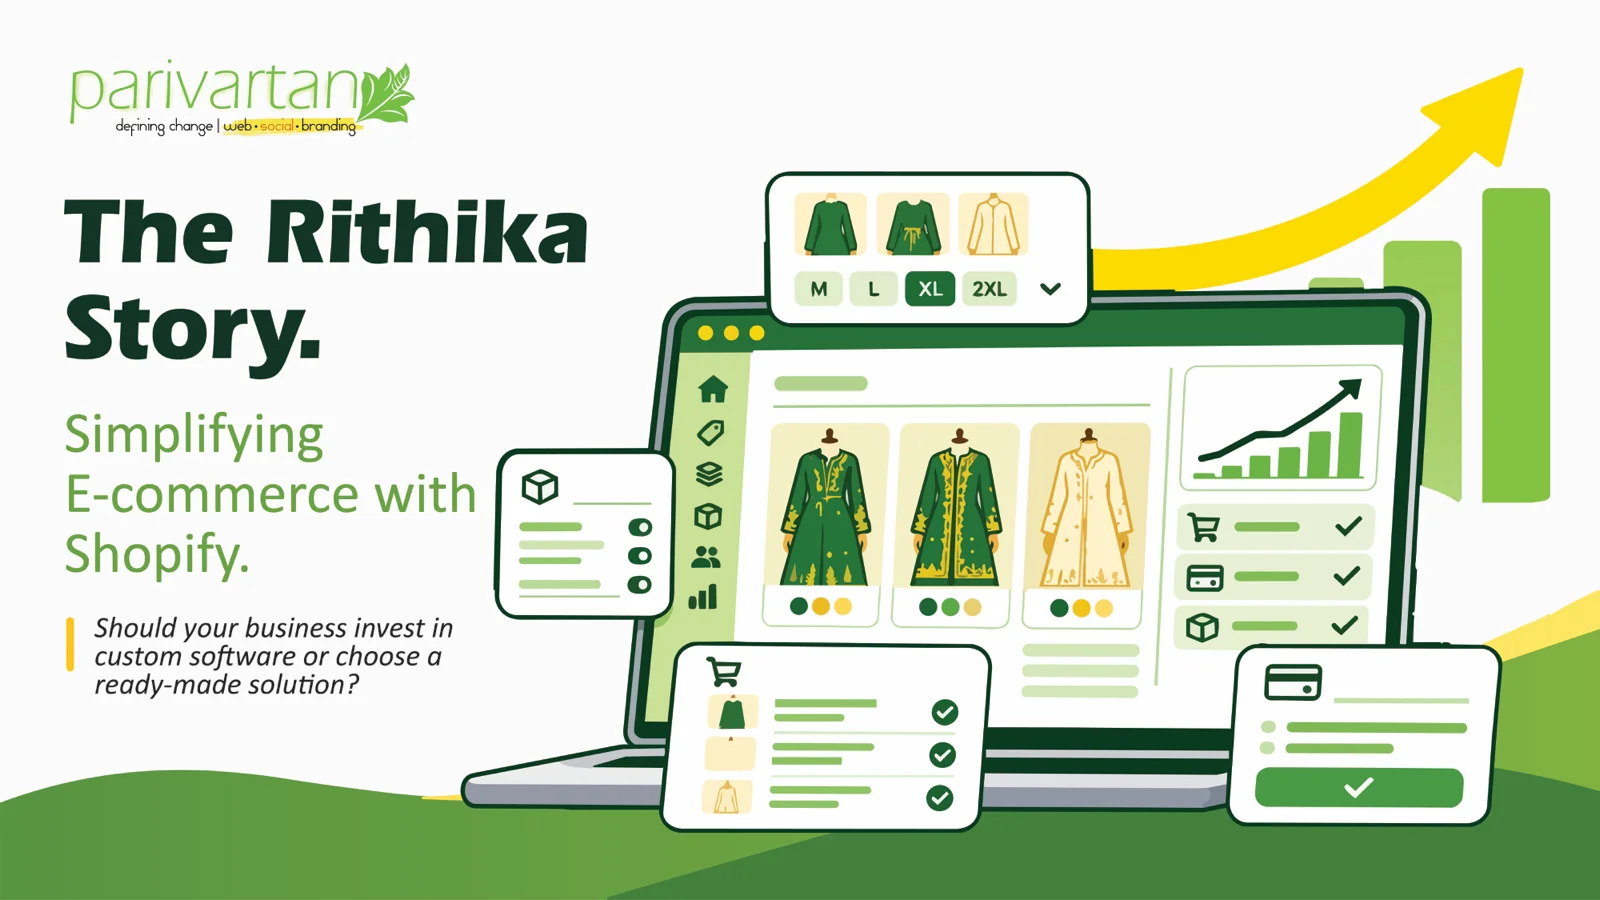 parivartan
defining change | web • social • branding
The Rithika
Story.
Simplifying
E-commerce with
Shopify.
Should your business invest in
custom software or choose a
ready-made solution?
M L XL 2XL